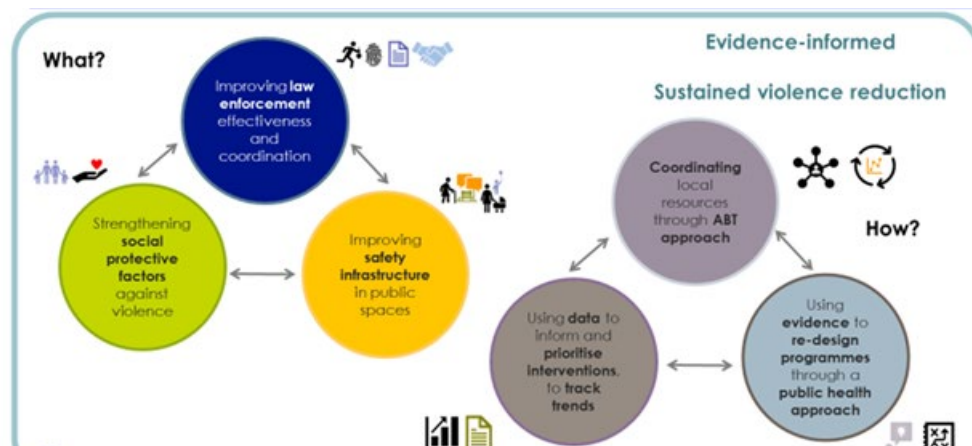 What?
Improving law
enforcement
effectiveness
and
coordination
Strengthening
social
protective
factors
against
violence
Improving
safety
infrastructure
in public
spaces
Evidence-informed
Sustained violence reduction
Coordinating
local
resources
through ABT
approach
How?
Using data to
inform and
prioritise
interventions,
to track
trends
Using
evidence to
re-design
programmes
through a
public health
approach